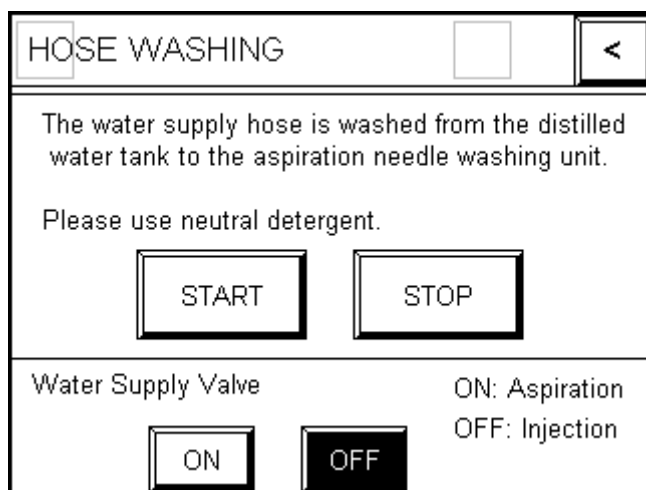 HOSE WASHING <
The water supply hose is washed from the distilled
water tank to the aspiration needle washing unit.
Please use neutral detergent.
START STOP
Water Supply Valve ON: Aspiration
OFF: Injection
ON OFF